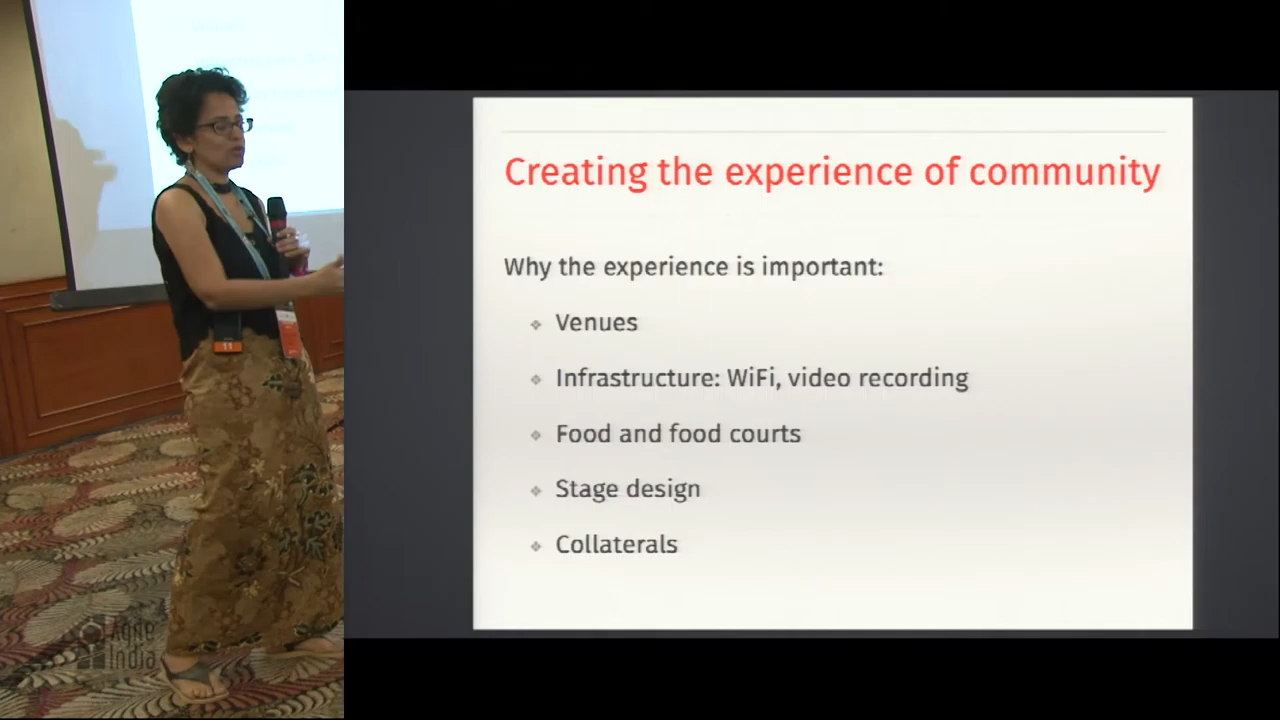 Creating the experience of community
Why the experience is important:
Venues
Infrastructure: WiFi, video recording
Food and food courts
Stage design
Collaterals
Agile
India